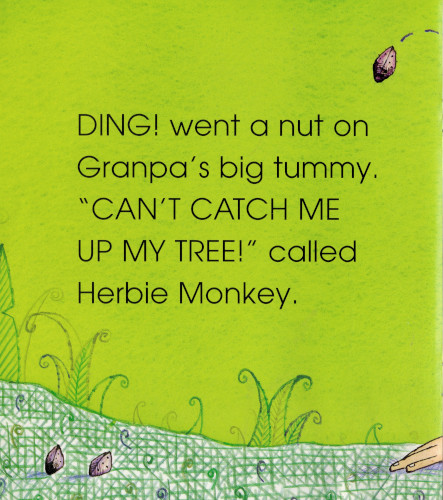 DING! went a nut on
Granpa's big tummy.
“CAN'T CATCH ME
UP MY TREE!” called
Herbie Monkey.